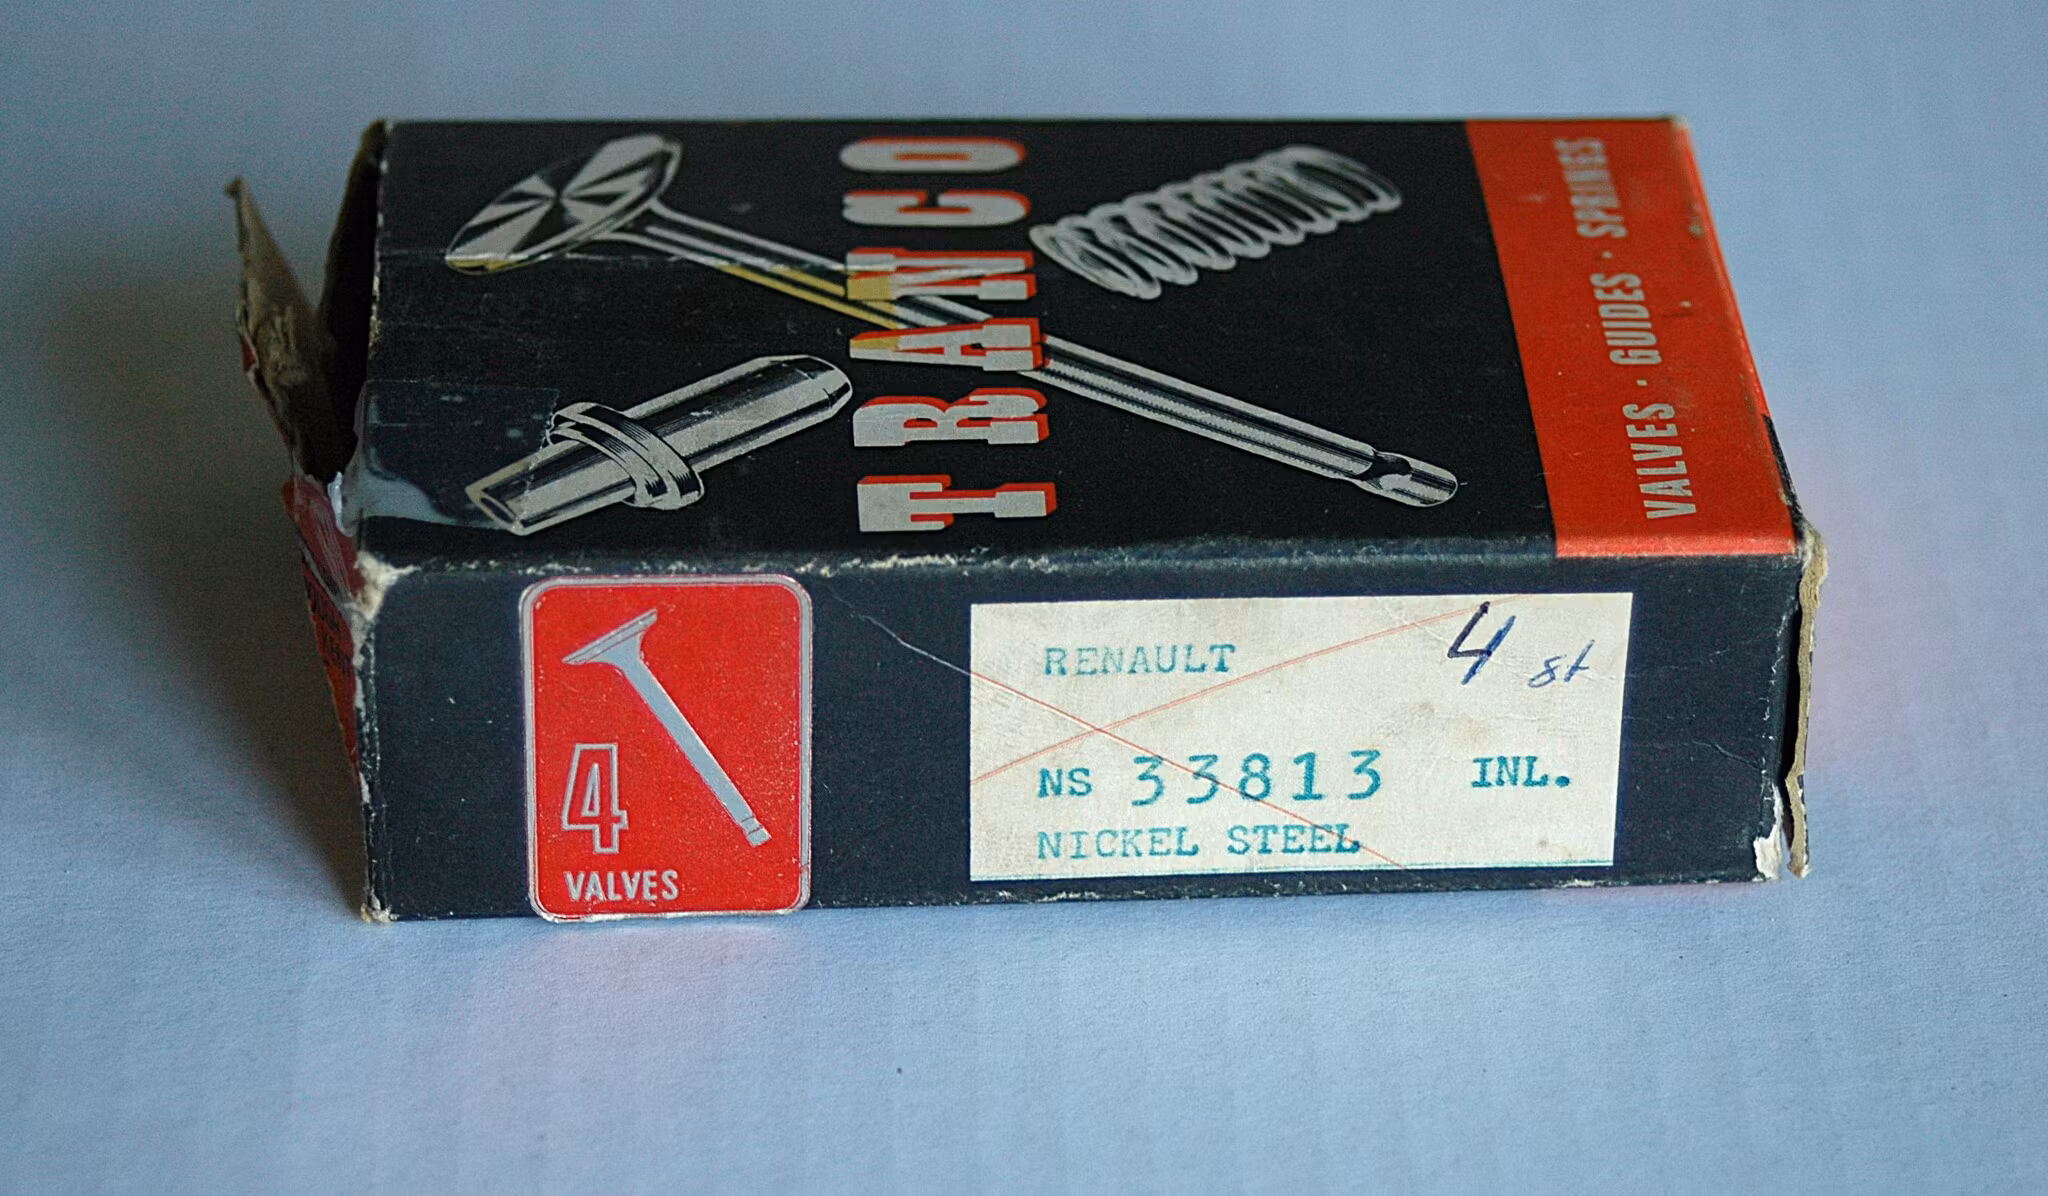 TRANCO
VALVES · GUIDES · SPRINGS
4
VALVES
RENAULT
4 st
NS 33813 INL.
NICKEL STEEL